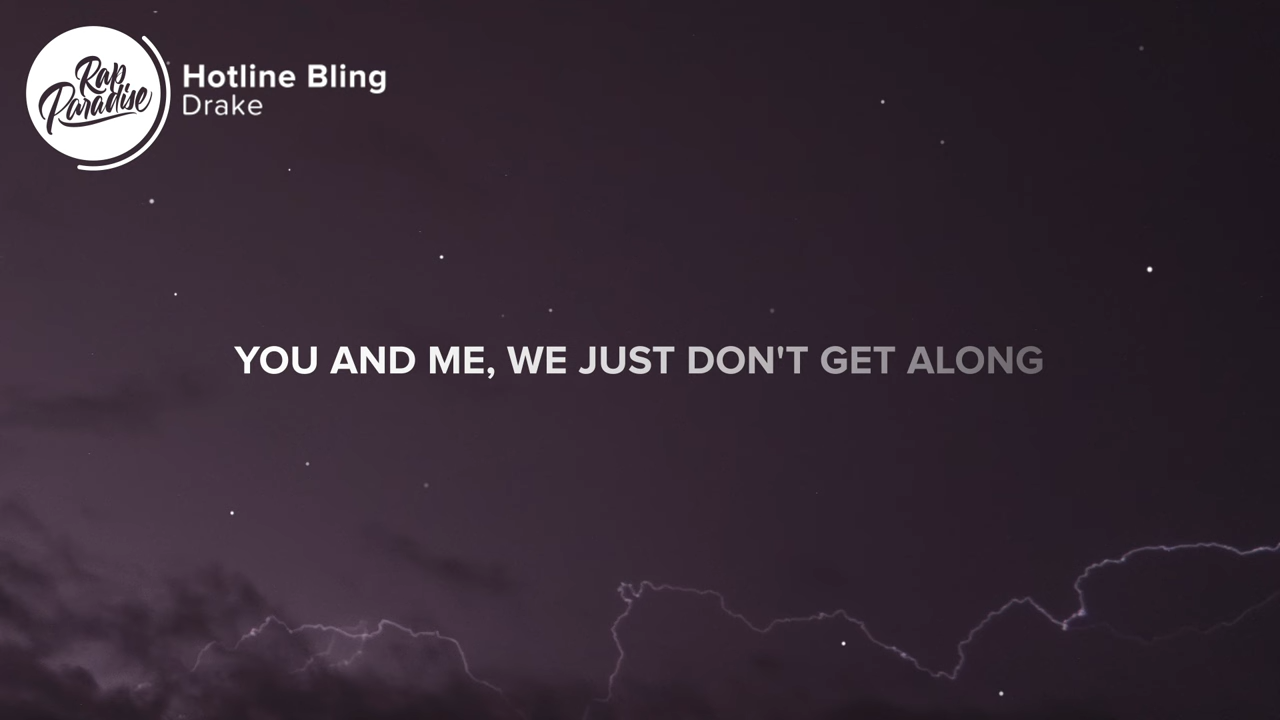 Rap
Paradise
Hotline Bling
Drake
YOU AND ME, WE JUST DON'T GET ALONG